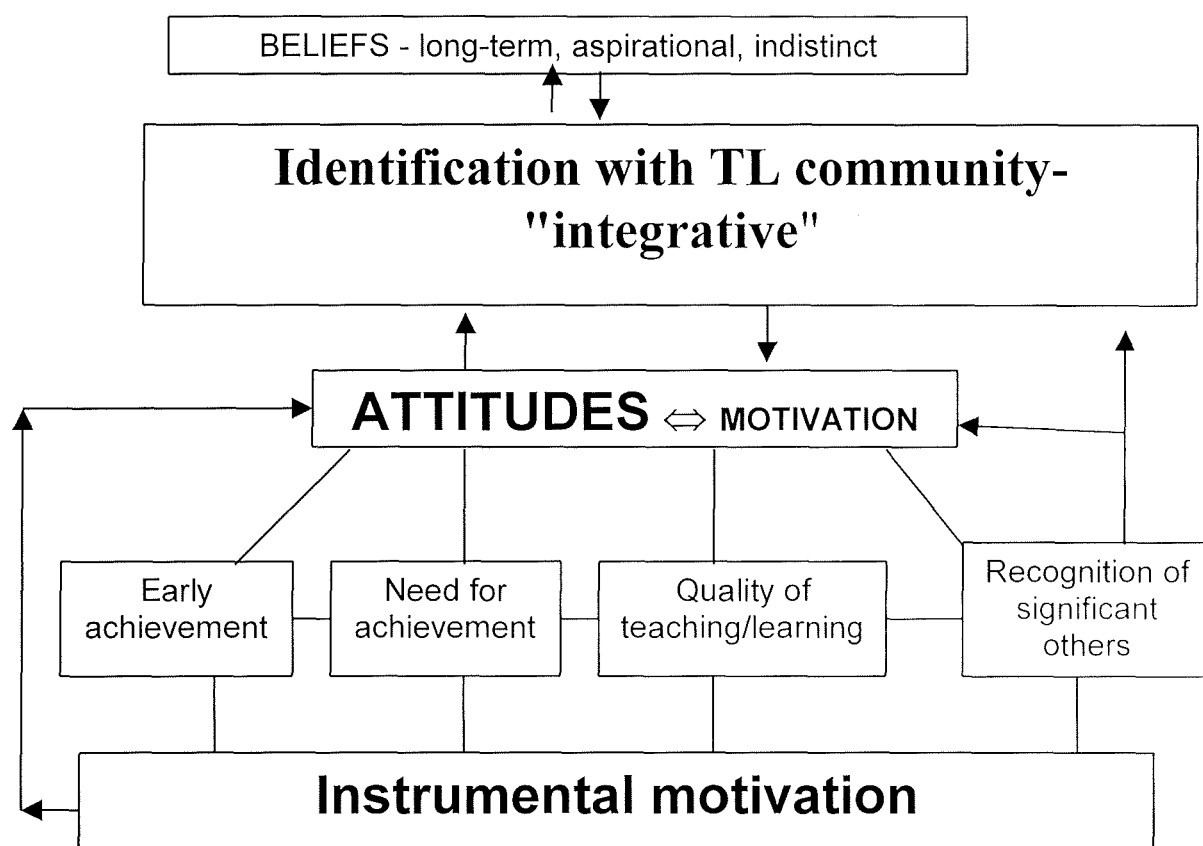 BELIEFS - long-term, aspirational, indistinct
Identification with TL community-
"integrative"
ATTITUDES ⇔ MOTIVATION
Early
achievement
Need for
achievement
Quality of
teaching/learning
Recognition of
significant
others
Instrumental motivation